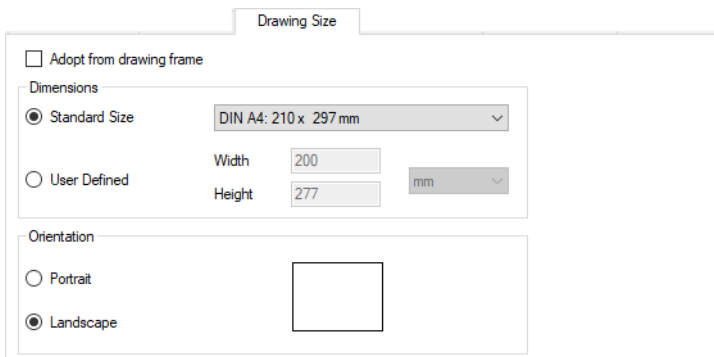 Drawing Size
Adopt from drawing frame
Dimensions
Standard Size DIN A4: 210 x 297 mm
Width 200
User Defined mm
Height 277
Orientation
Portrait
Landscape